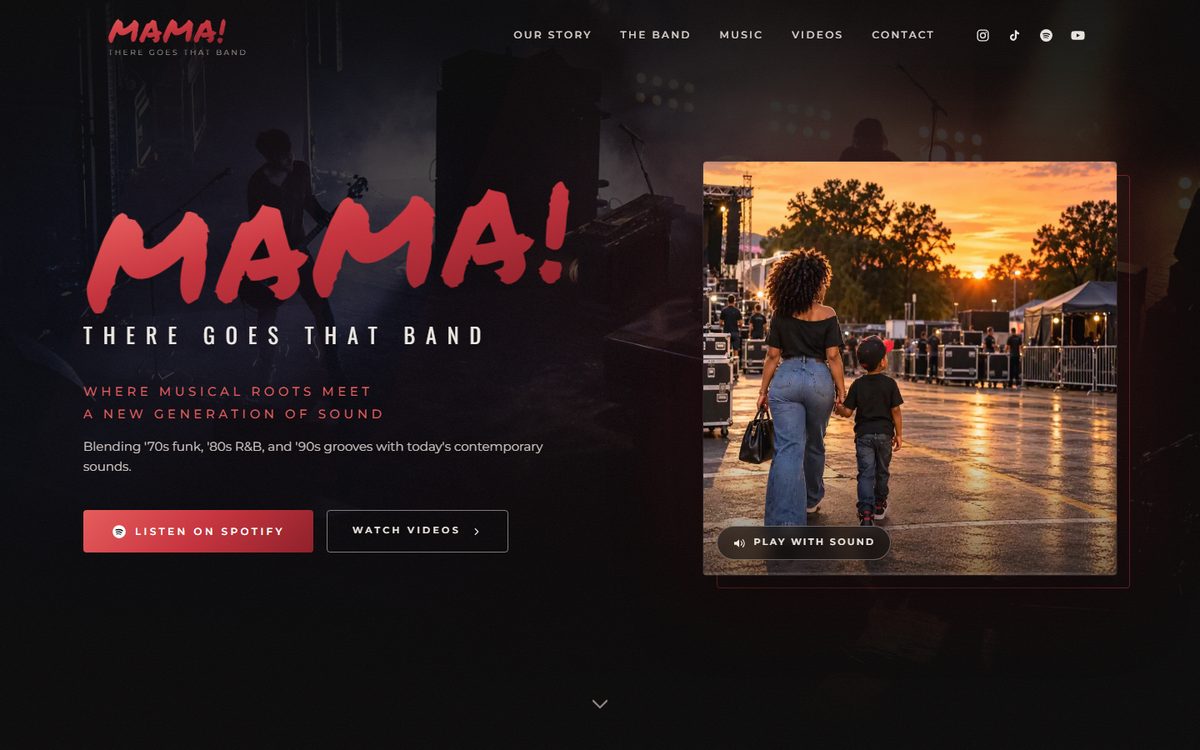 MAMA!
THERE GOES THAT BAND
OUR STORY
THE BAND
MUSIC
VIDEOS
CONTACT
MAMA!
THERE GOES THAT BAND
WHERE MUSICAL ROOTS MEET
A NEW GENERATION OF SOUND
Blending '70s funk, '80s R&B, and '90s grooves with today's contemporary
sounds.
LISTEN ON SPOTIFY
WATCH VIDEOS
PLAY WITH SOUND